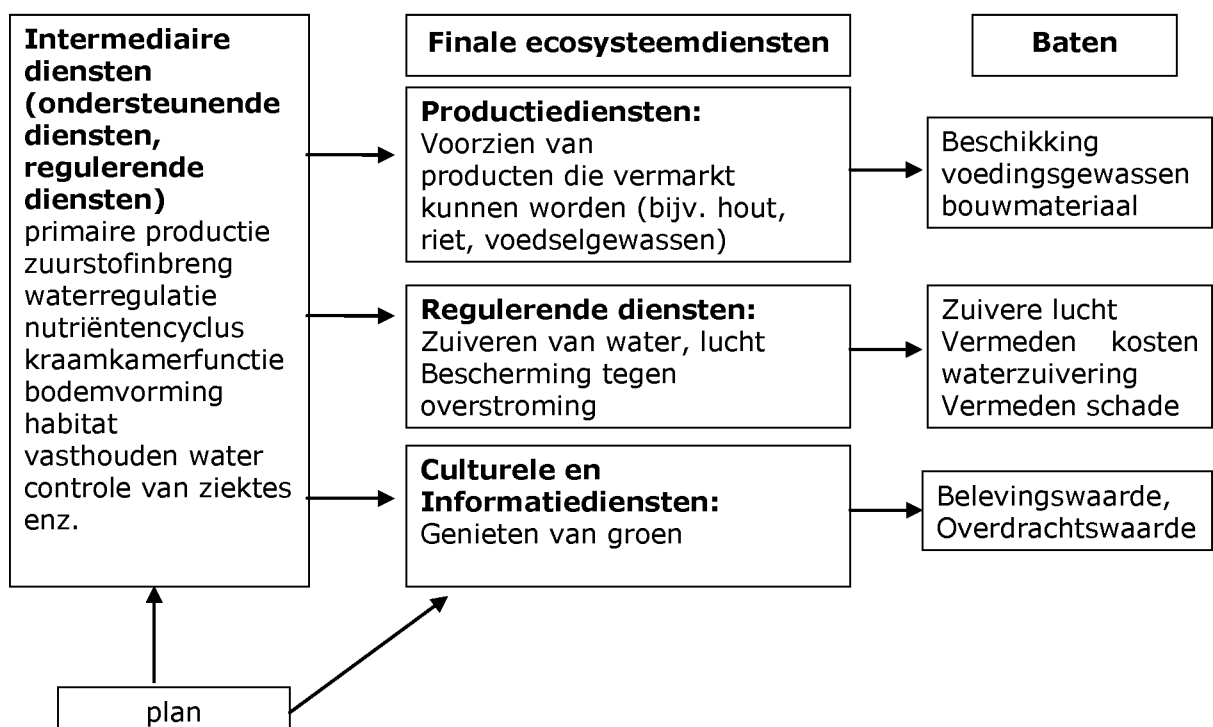 Intermediaire
diensten
(ondersteunende
diensten,
regulerende
diensten)
primaire productie
zuurstofinbreng
waterregulatie
nutriëntencyclus
kraamkamerfunctie
bodemvorming
habitat
vasthouden water
controle van ziektes
enz.
Finale ecosysteemdiensten
Baten
Productiediensten:
Voorzien van
producten die vermarkt
kunnen worden (bijv. hout,
riet, voedselgewassen)
Beschikking
voedingsgewassen
bouwmateriaal
Regulerende diensten:
Zuiveren van water, lucht
Bescherming tegen
overstroming
Zuivere lucht
Vermeden kosten
waterzuivering
Vermeden schade
Culturele en
Informatiediensten:
Genieten van groen
Belevingswaarde,
Overdrachtswaarde
plan